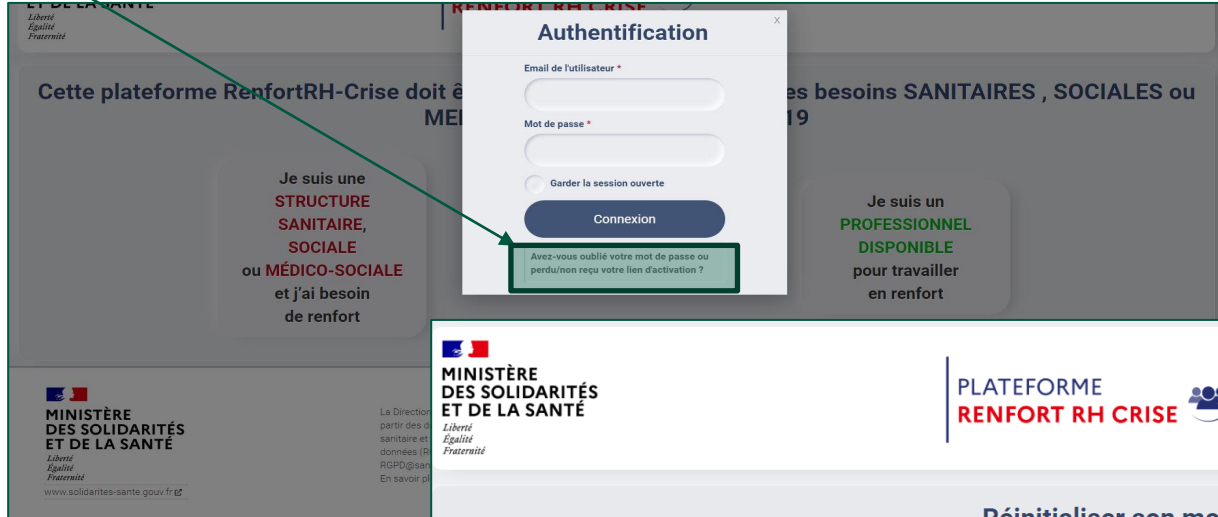 ET DE LA SANTÉ
Liberté
Égalité
Fraternité
RENFORT RH CRISE
Authentification
x
Email de l'utilisateur *
Mot de passe *
Garder la session ouverte
Connexion
Avez-vous oublié votre mot de passe ou
perdu/non reçu votre lien d'activation ?
Cette plateforme RenfortRH-Crise doit ê
es besoins SANITAIRES , SOCIALES ou
19
Je suis une
STRUCTURE
SANITAIRE,
SOCIALE
ou MÉDICO-SOCIALE
et j'ai besoin
de renfort
Je suis un
PROFESSIONNEL
DISPONIBLE
pour travailler
en renfort
MINISTÈRE
DES SOLIDARITÉS
ET DE LA SANTÉ
Liberté
Égalité
Fraternité
www.solidarites-sante.gouv.fr
La Direction
partir des d
sanitaire et
données (R
RGPD@san
En savoir pl
MINISTÈRE
DES SOLIDARITÉS
ET DE LA SANTÉ
Liberté
Égalité
Fraternité
PLATEFORME
RENFORT RH CRISE
Réinitialiser son mo